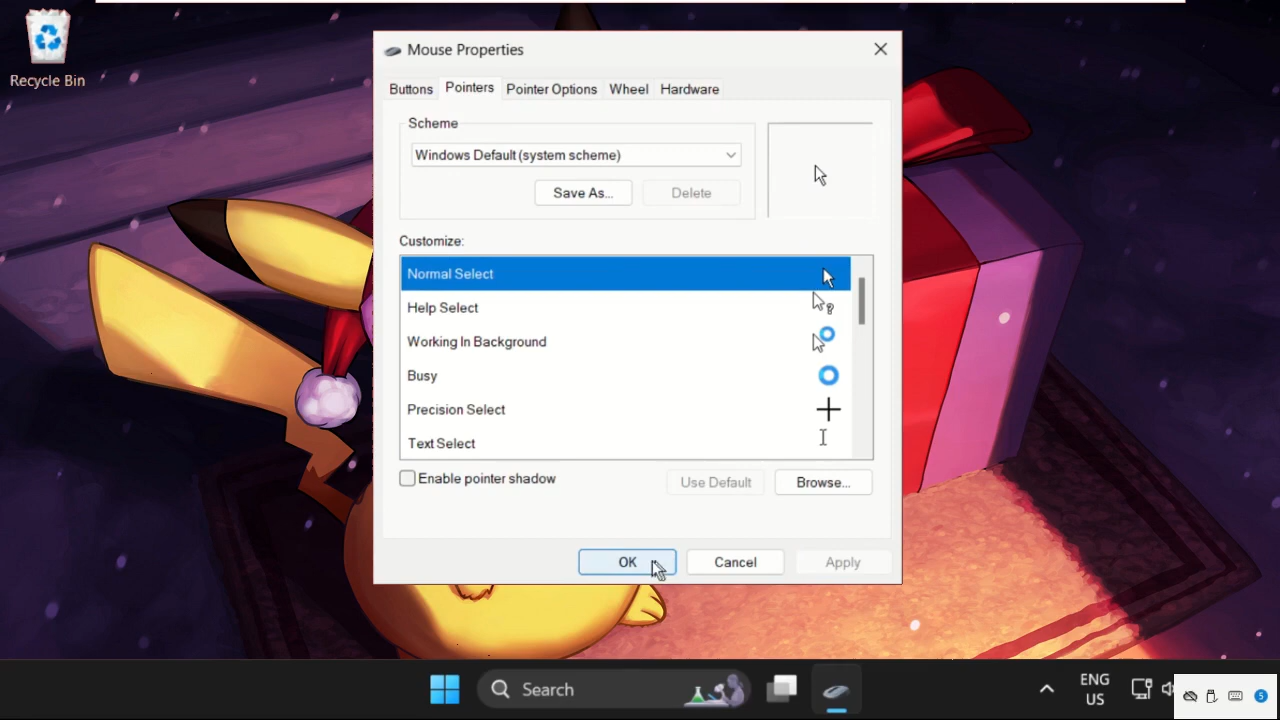 Recycle Bin
Mouse Properties
Buttons Pointers Pointer Options Wheel Hardware
Scheme
Windows Default (system scheme)
Save As... Delete
Customize:
Normal Select
Help Select
Working In Background
Busy
Precision Select
Text Select
Enable pointer shadow
Use Default Browse...
OK Cancel Apply
Search
ENG
US
5